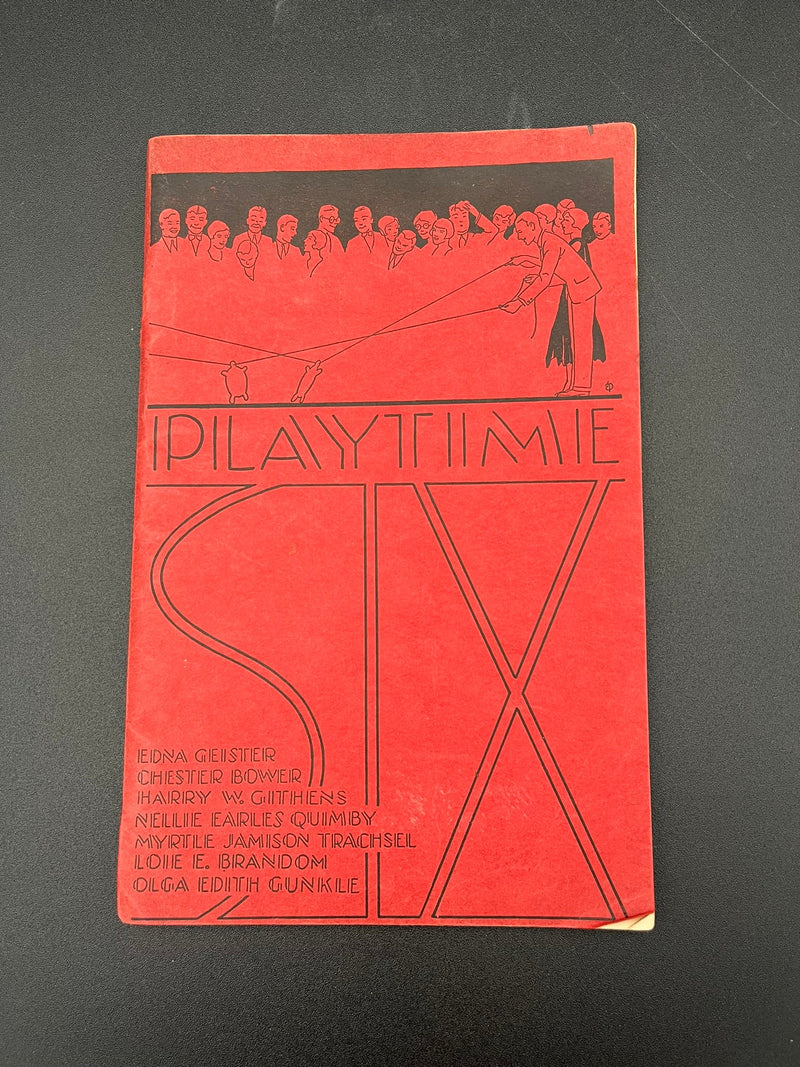 PLAYTIME
SIX
EDNA GEISTER
CHESTER BOWER
HARRY W. GITHENS
NELLIE EARLES QUIMBY
MYRTLE JAMISON TRACHSEL
LOIE E. BRANDOM
OLGA EDITH GUNKLE